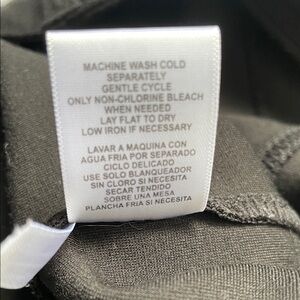 MACHINE WASH COLD
SEPARATELY
GENTLE CYCLE
ONLY NON-CHLORINE BLEACH
WHEN NEEDED
LAY FLAT TO DRY
LOW IRON IF NECESSARY
LAVAR A MAQUINA CON
AGUA FRIA POR SEPARADO
CICLO DELICADO
USE SOLO BLANQUEADOR
SIN CLORO SI NECESITA
SECAR TENDIDO
SOBRE UNA MESA
PLANCHA FRIA SI NECESITA